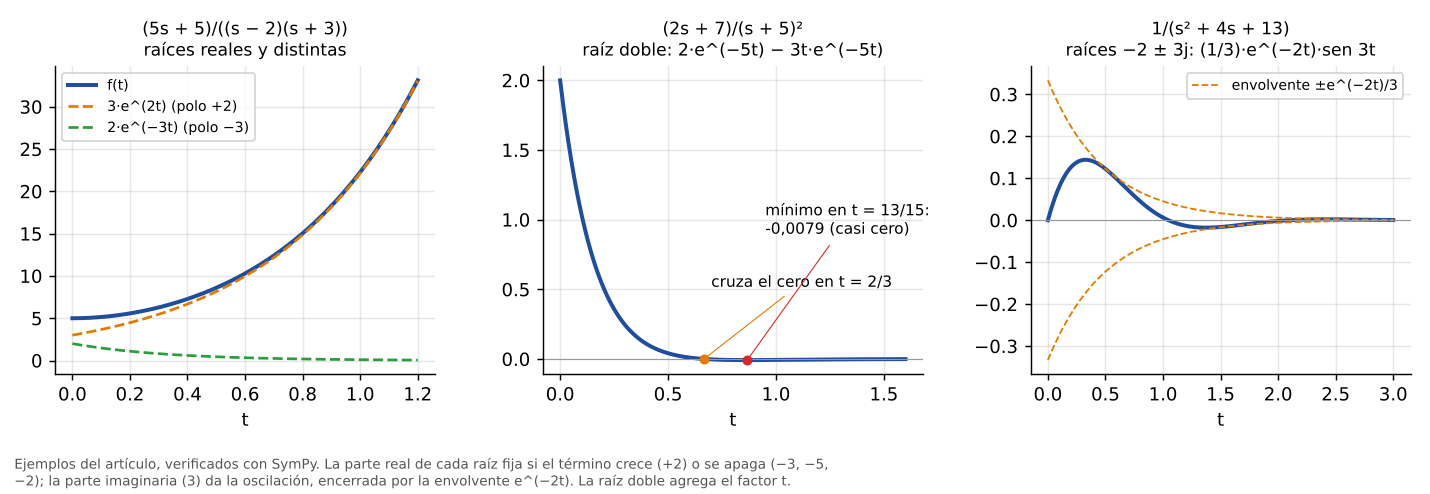 (5s + 5)/((s − 2)(s + 3))
raíces reales y distintas
f(t)
3·e^(2t) (polo +2)
2·e^(−3t) (polo −3)
30
25
20
15
10
5
0
0.0 0.2 0.4 0.6 0.8 1.0 1.2
t
(2s + 7)/(s + 5)²
raíz doble: 2·e^(−5t) − 3t·e^(−5t)
2.0
1.5
1.0
0.5
0.0
mínimo en t = 13/15:
-0,0079 (casi cero)
cruza el cero en t = 2/3
0.0 0.5 1.0 1.5
t
1/(s² + 4s + 13)
raíces −2 ± 3j: (1/3)·e^(−2t)·sen 3t
envolvente ±e^(−2t)/3
0.3
0.2
0.1
0.0
−0.1
−0.2
−0.3
0.0 0.5 1.0 1.5 2.0 2.5 3.0
t
Ejemplos del artículo, verificados con SymPy. La parte real de cada raíz fija si el término crece (+2) o se apaga (−3, −5,
−2); la parte imaginaria (3) da la oscilación, encerrada por la envolvente e^(−2t). La raíz doble agrega el factor t.